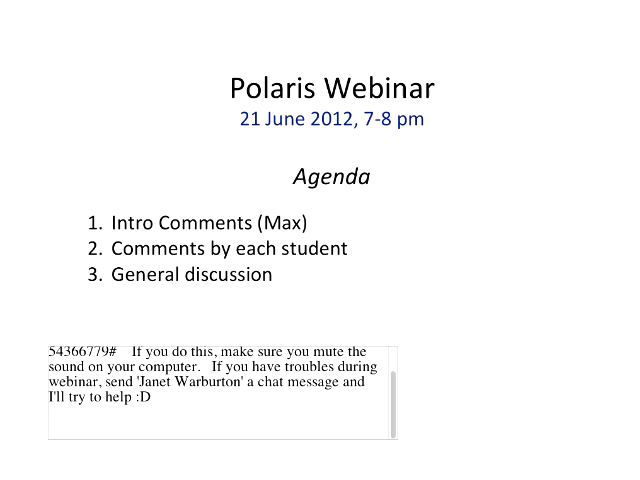 Polaris Webinar
21 June 2012, 7-8 pm
Agenda
1. Intro Comments (Max)
2. Comments by each student
3. General discussion
54366779# If you do this, make sure you mute the
sound on your computer. If you have troubles during
webinar, send 'Janet Warburton' a chat message and
I'll try to help :D